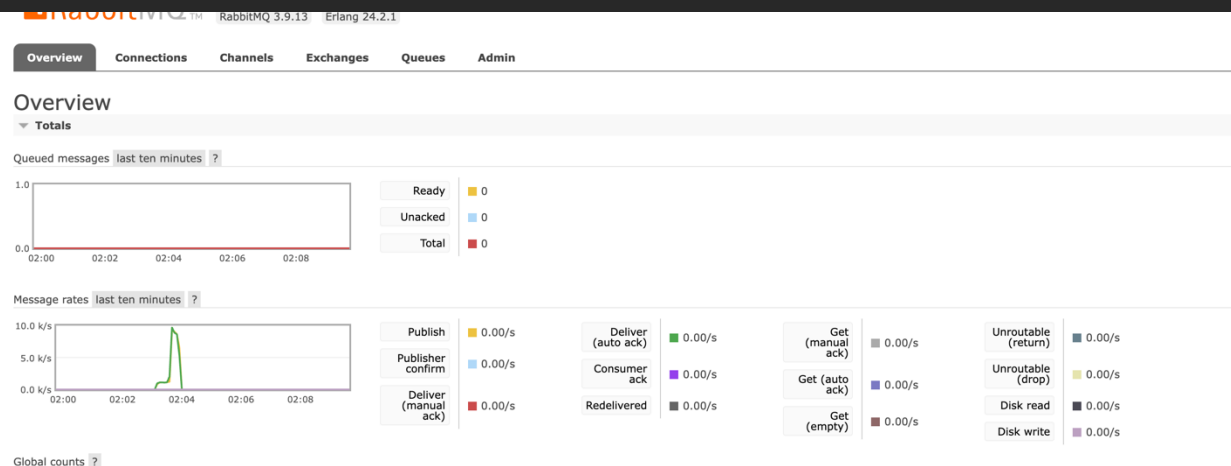 RabbitMQ TM RabbitMQ 3.9.13 Erlang 24.2.1
Overview Connections Channels Exchanges Queues Admin
Overview
Totals
Queued messages last ten minutes ?
1.0
0.0
02:00 02:02 02:04 02:06 02:08
Ready 0
Unacked 0
Total 0
Message rates last ten minutes ?
10.0 k/s
5.0 k/s
0.0 k/s
02:00 02:02 02:04 02:06 02:08
Publish 0.00/s
Publisher
confirm 0.00/s
Deliver
(manual
ack) 0.00/s
Deliver
(auto ack) 0.00/s
Consumer
ack 0.00/s
Redelivered 0.00/s
Get
(manual
ack) 0.00/s
Get (auto
ack) 0.00/s
Get
(empty) 0.00/s
Unroutable
(return) 0.00/s
Unroutable
(drop) 0.00/s
Disk read 0.00/s
Disk write 0.00/s
Global counts ?